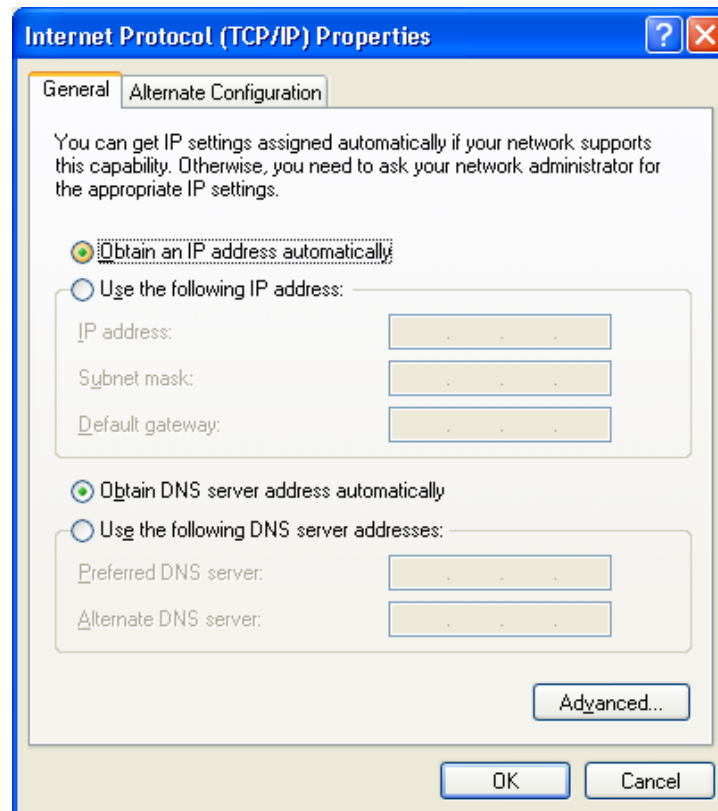 Internet Protocol (TCP/IP) Properties
General
Alternate Configuration
You can get IP settings assigned automatically if your network supports
this capability. Otherwise, you need to ask your network administrator for
the appropriate IP settings.
Obtain an IP address automatically
Use the following IP address:
IP address:
Subnet mask:
Default gateway:
Obtain DNS server address automatically
Use the following DNS server addresses:
Preferred DNS server:
Alternate DNS server:
Advanced...
OK
Cancel